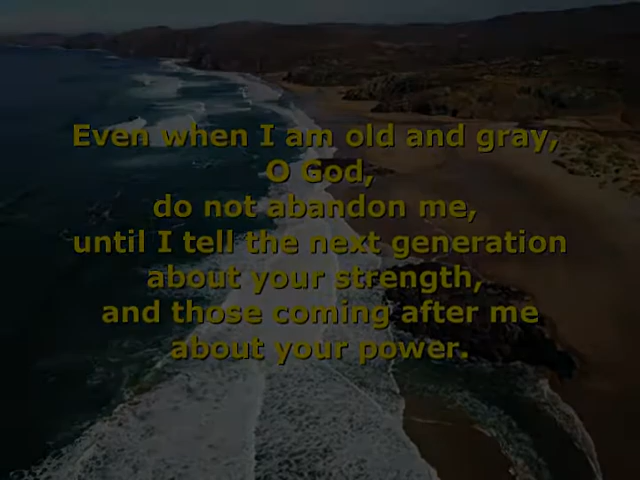 Even when I am old and gray,
O God,
do not abandon me,
until I tell the next generation
about your strength,
and those coming after me
about your power.